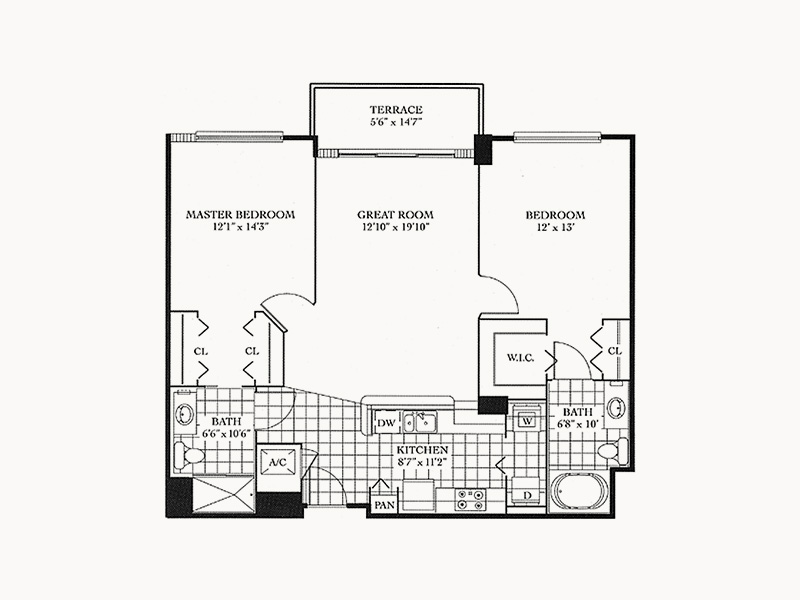 TERRACE
5'6" x 14'7"
MASTER BEDROOM
12'1" x 14'3"
GREAT ROOM
12'10" x 19'10"
BEDROOM
12' x 13'
CL
CL
W.I.C.
CL
BATH
6'6" x 10'6"
DW
W
BATH
6'8" x 10'
KITCHEN
8'7" x 11'2"
A/C
PAN
D